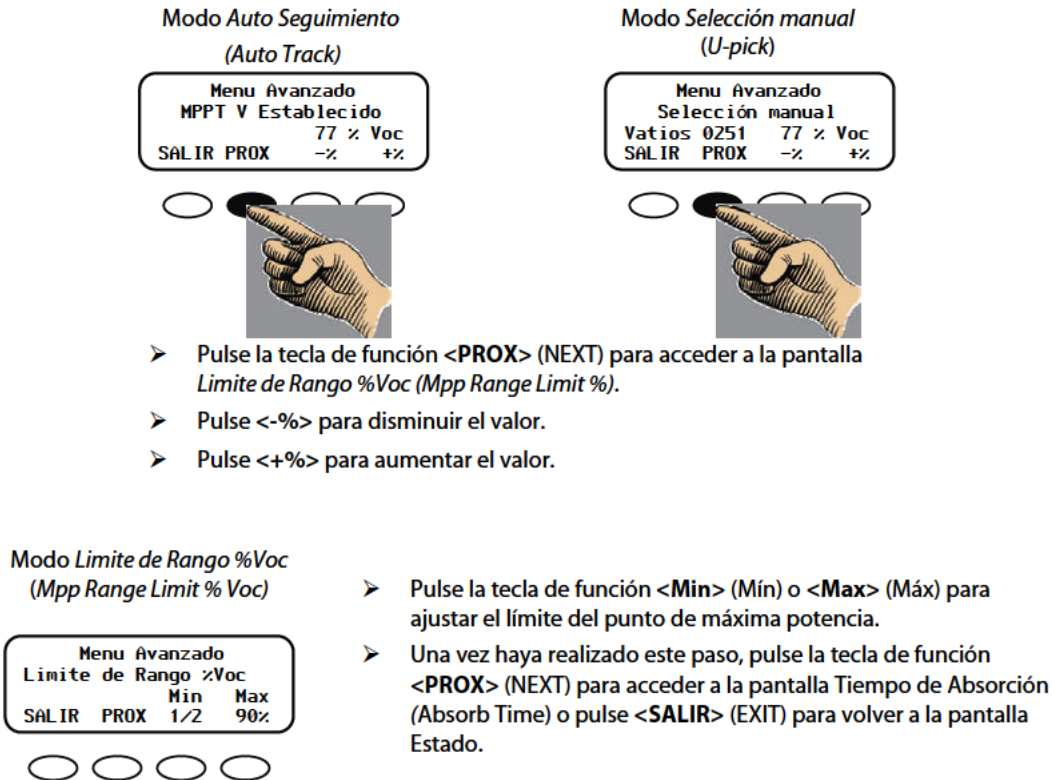 Modo Auto Seguimiento
(Auto Track)
Menu Avanzado
MPPT V Establecido
77 % Voc
SALIR PROX -% +%
Modo Selección manual
(U-pick)
Menu Avanzado
Selección manual
Vatios 0251 77 % Voc
SALIR PROX -% +%
➢ Pulse la tecla de función <PROX> (NEXT) para acceder a la pantalla
Limite de Rango %Voc (Mpp Range Limit %).
➢ Pulse <-%> para disminuir el valor.
➢ Pulse <+%> para aumentar el valor.
Modo Limite de Rango %Voc
(Mpp Range Limit % Voc)
Menu Avanzado
Limite de Rango %Voc
Min Max
SALIR PROX 1/2 90%
➢ Pulse la tecla de función <Min> (Mín) o <Max> (Máx) para
ajustar el límite del punto de máxima potencia.
➢ Una vez haya realizado este paso, pulse la tecla de función
<PROX> (NEXT) para acceder a la pantalla Tiempo de Absorción
(Absorb Time) o pulse <SALIR> (EXIT) para volver a la pantalla
Estado.